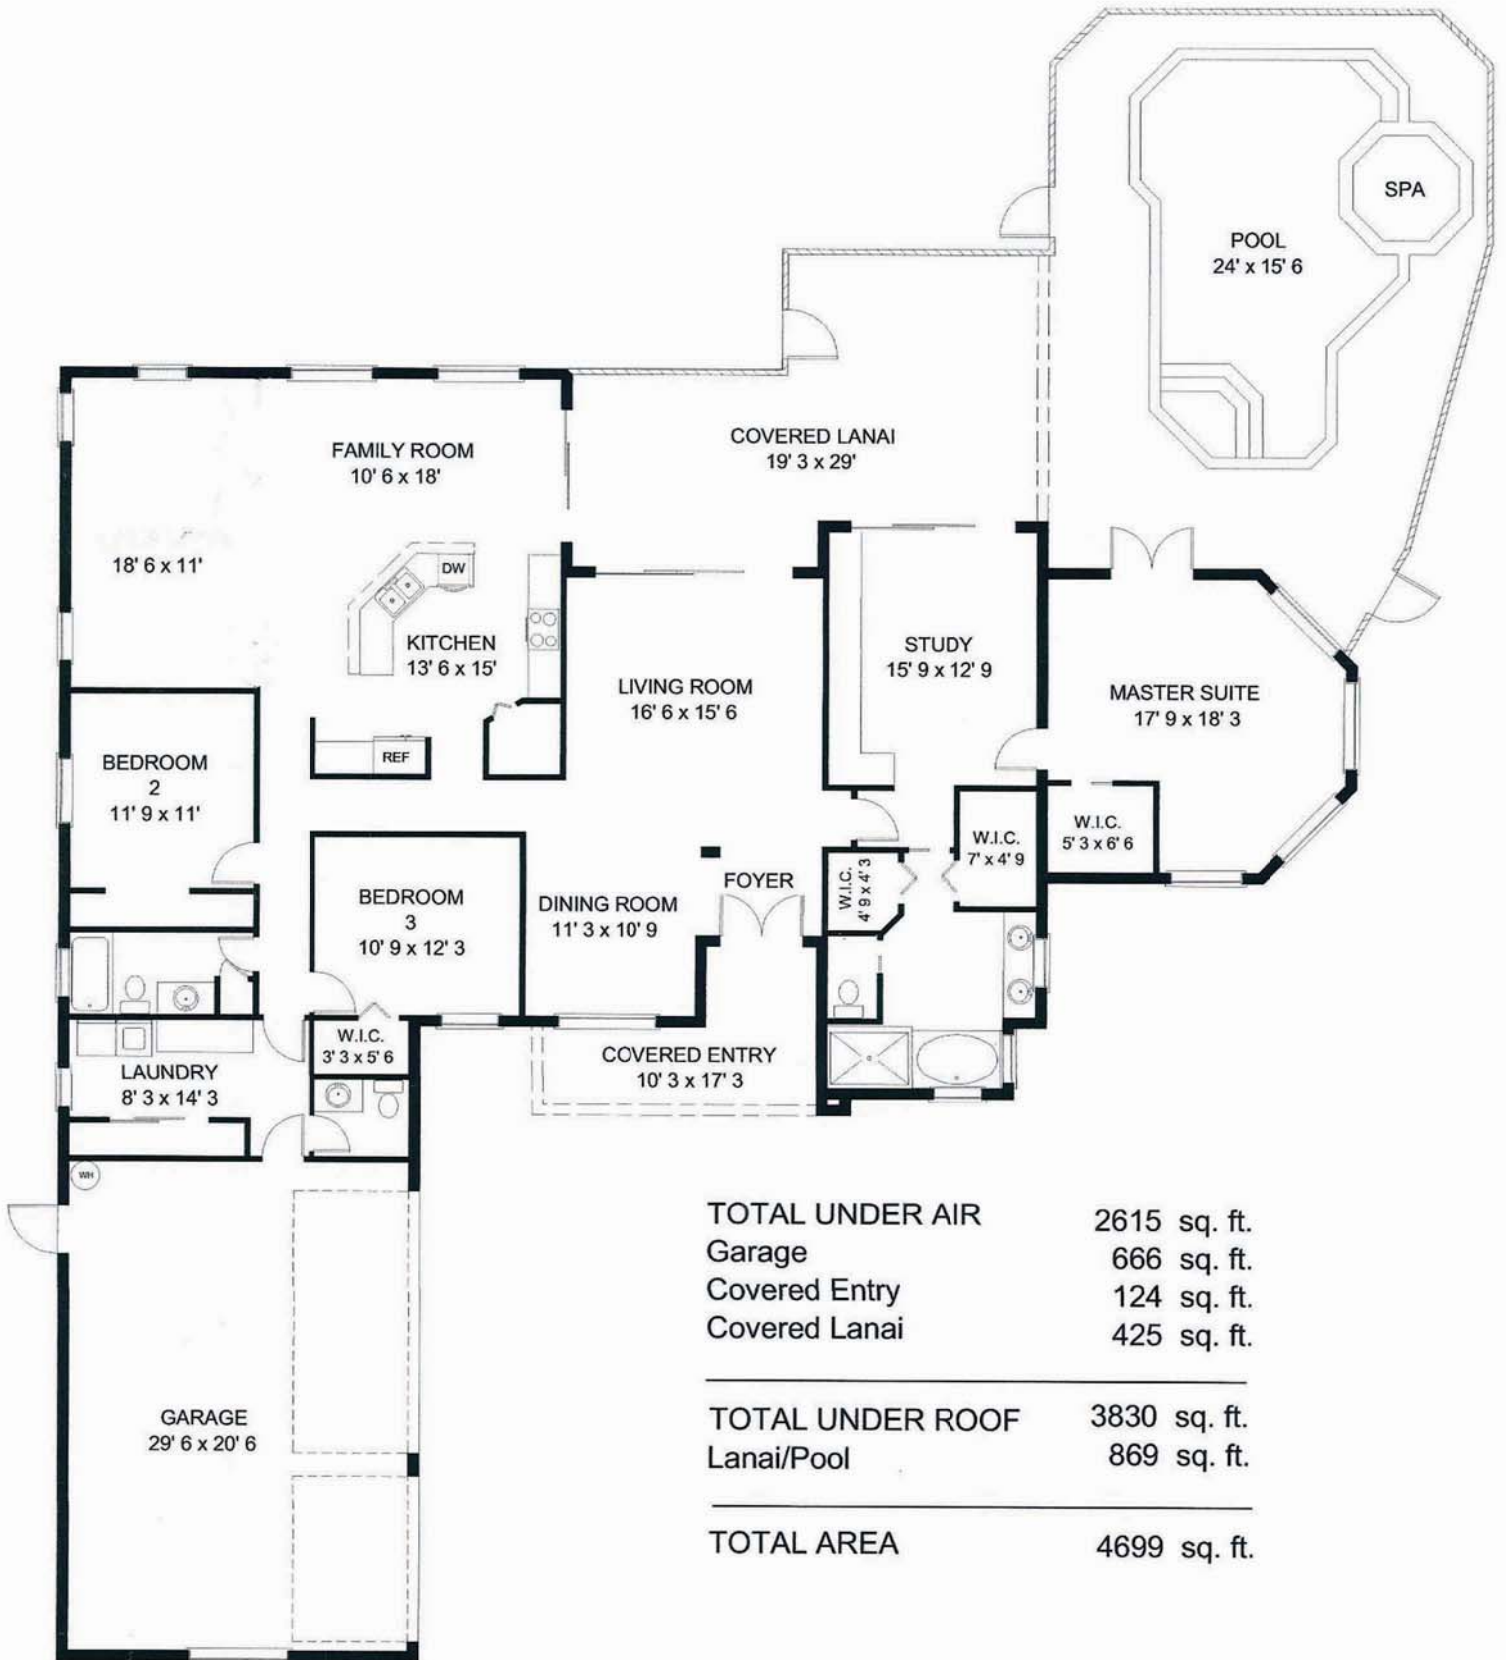 SPA
POOL
24' x 15' 6
FAMILY ROOM
10' 6 x 18'
COVERED LANAI
19' 3 x 29'
18' 6 x 11'
DW
KITCHEN
13' 6 x 15'
STUDY
15' 9 x 12' 9
LIVING ROOM
16' 6 x 15' 6
MASTER SUITE
17' 9 x 18' 3
REF
BEDROOM
2
11' 9 x 11'
W.I.C.
5' 3 x 6' 6
W.I.C.
7' x 4' 9
W.I.C.
4' 9 x 4' 3
FOYER
BEDROOM
3
10' 9 x 12' 3
DINING ROOM
11' 3 x 10' 9
W.I.C.
3' 3 x 5' 6
COVERED ENTRY
10' 3 x 17' 3
LAUNDRY
8' 3 x 14' 3
WH
GARAGE
29' 6 x 20' 6
TOTAL UNDER AIR 2615 sq. ft.
Garage 666 sq. ft.
Covered Entry 124 sq. ft.
Covered Lanai 425 sq. ft.
TOTAL UNDER ROOF 3830 sq. ft.
Lanai/Pool 869 sq. ft.
TOTAL AREA 4699 sq. ft.